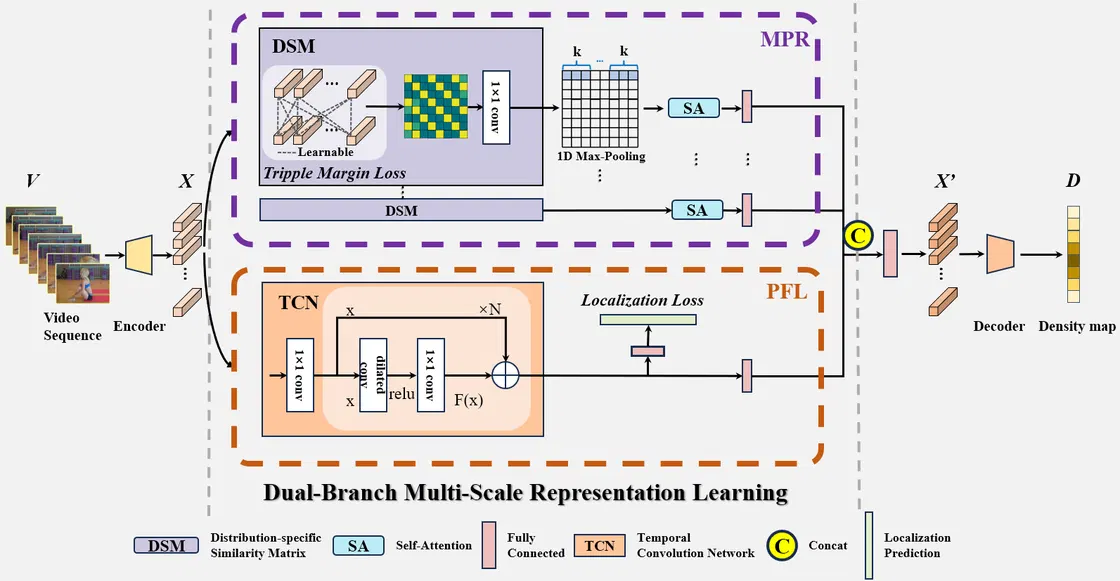 MPR
DSM
k
...
k
1×1 conv
SA
Learnable
1D Max-Pooling
Tripple Margin Loss
V
X
DSM
SA
X’
D
C
Video
Sequence
Encoder
PFL
TCN
Localization Loss
x
×N
1×1 conv
dilated
conv
1×1 conv
x
relu
F(x)
Decoder
Density map
Dual-Branch Multi-Scale Representation Learning
DSM
Distribution-specific
Similarity Matrix
SA
Self-Attention
Fully
Connected
TCN
Temporal
Convolution Network
C
Concat
Localization
Prediction